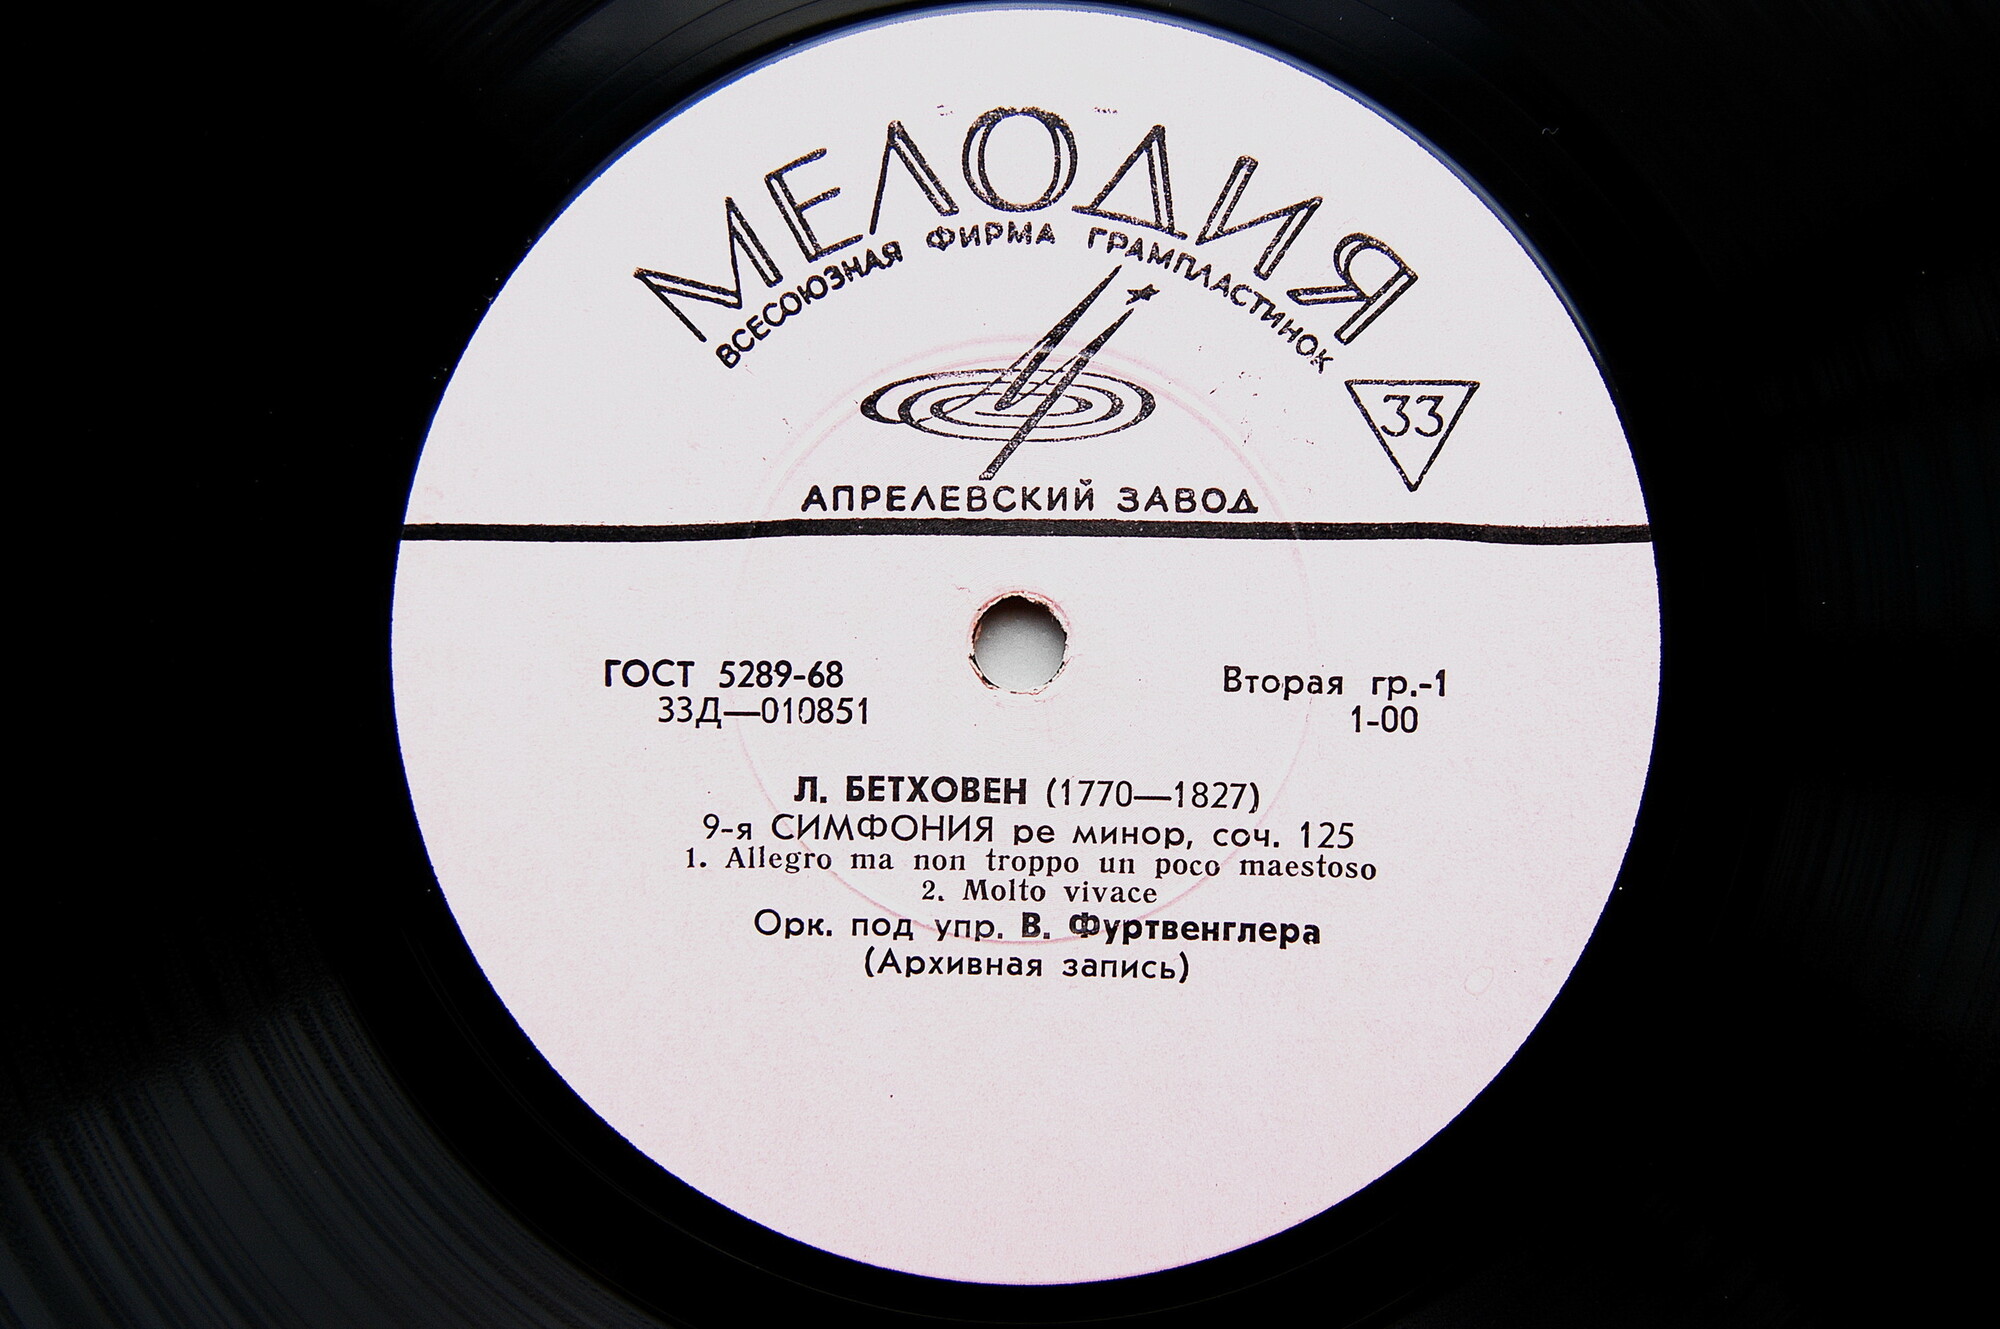 МЕЛОДИЯ
ВСЕСОЮЗНАЯ ФИРМА ГРАМПЛАСТИНОК
33
АПРЕЛЕВСКИЙ ЗАВОД
ГОСТ 5289-68
33Д—010851
Вторая гр.-1
1-00
Л. БЕТХОВЕН (1770—1827)
9-я СИМФОНИЯ ре минор, соч. 125
1. Allegro ma non troppo un poco maestoso
2. Molto vivace
Орк. под упр. В. Фуртвенглера
(Архивная запись)